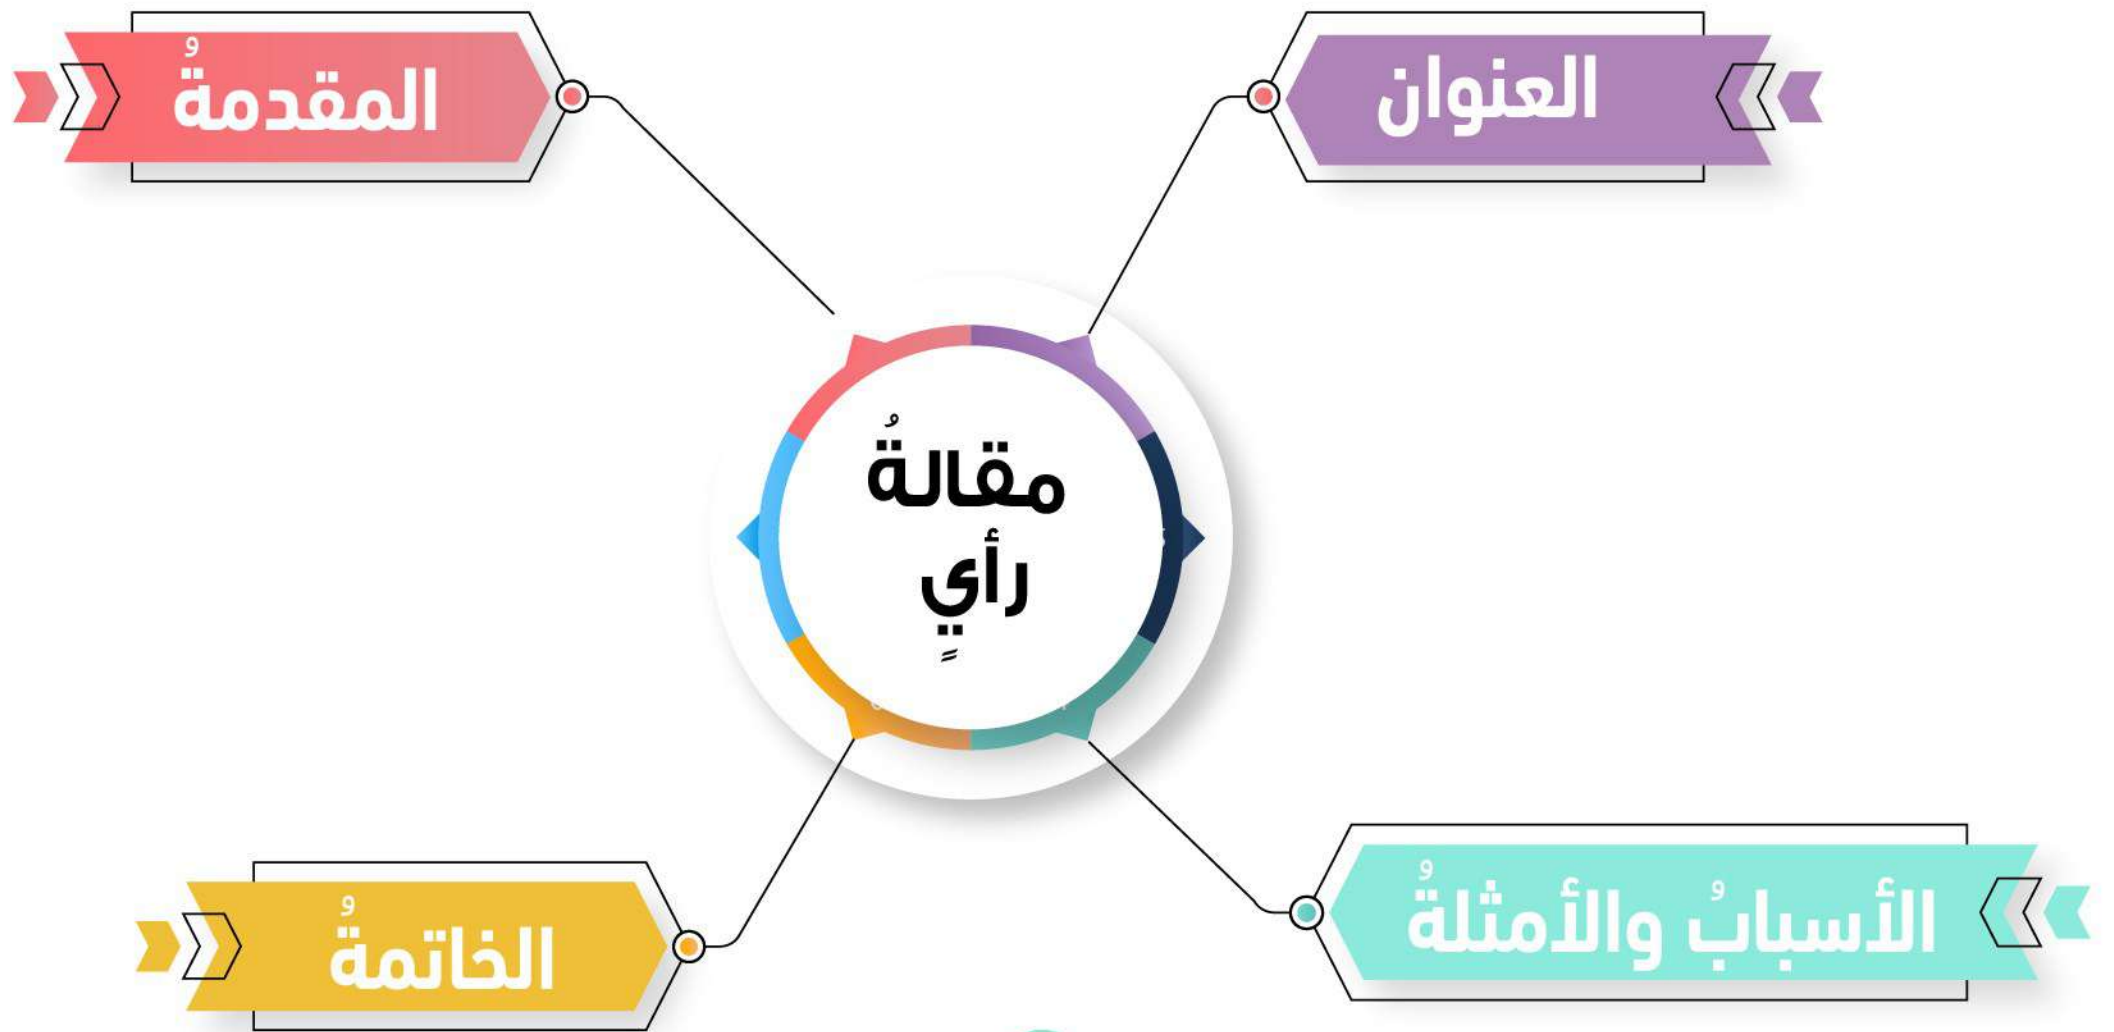 العنوان
المقدمةُ
مقالةُ
رأيٍ
الأسبابُ والأمثلةُ
الخاتمةُ